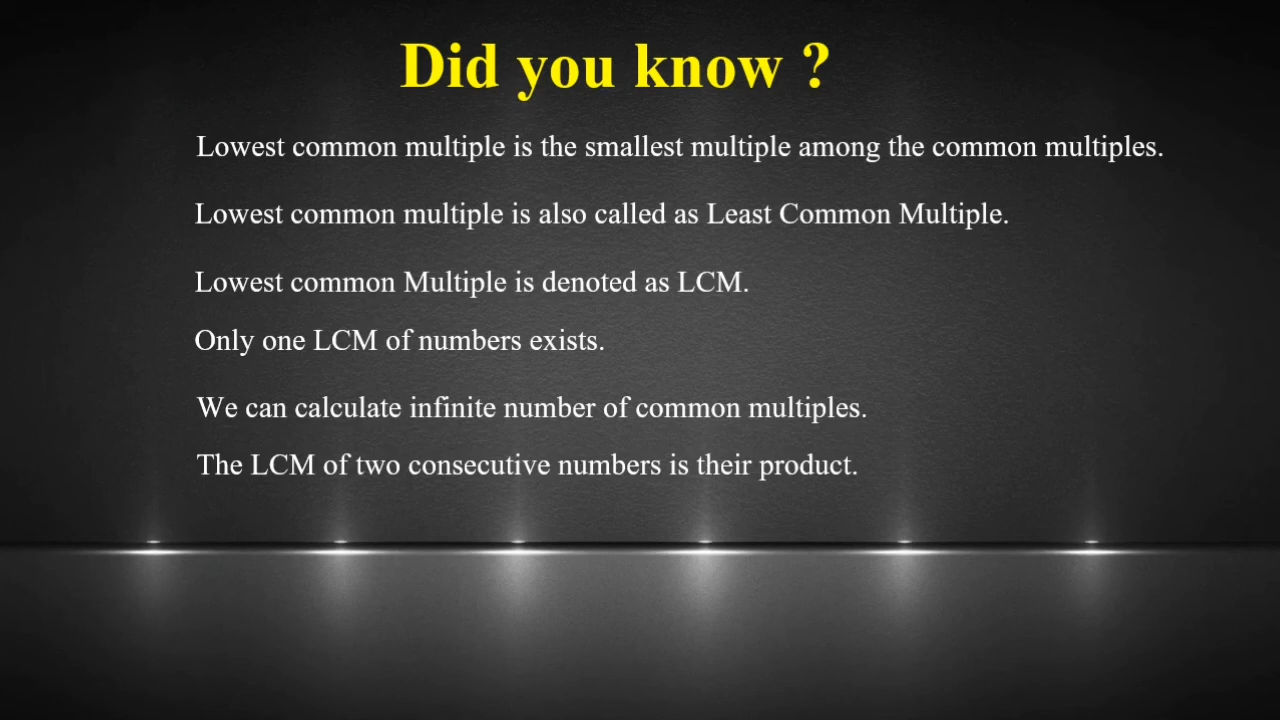 Did you know ?
Lowest common multiple is the smallest multiple among the common multiples.
Lowest common multiple is also called as Least Common Multiple.
Lowest common Multiple is denoted as LCM.
Only one LCM of numbers exists.
We can calculate infinite number of common multiples.
The LCM of two consecutive numbers is their product.